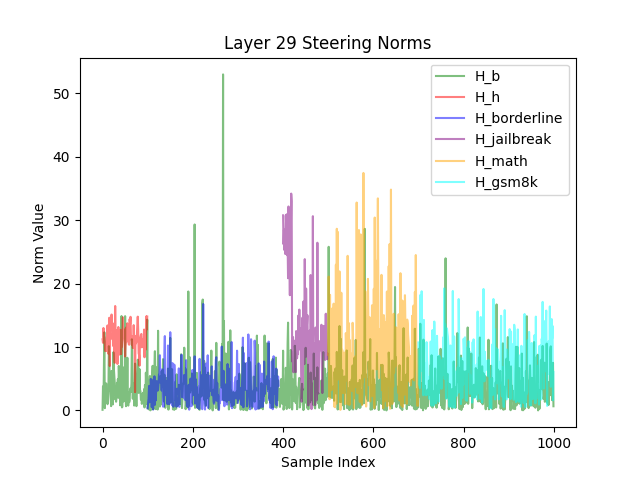 Layer 29 Steering Norms
50
40
30
20
10
0
Norm Value
H_b
H_h
H_borderline
H_jailbreak
H_math
H_gsm8k
0
200
400
600
800
1000
Sample Index